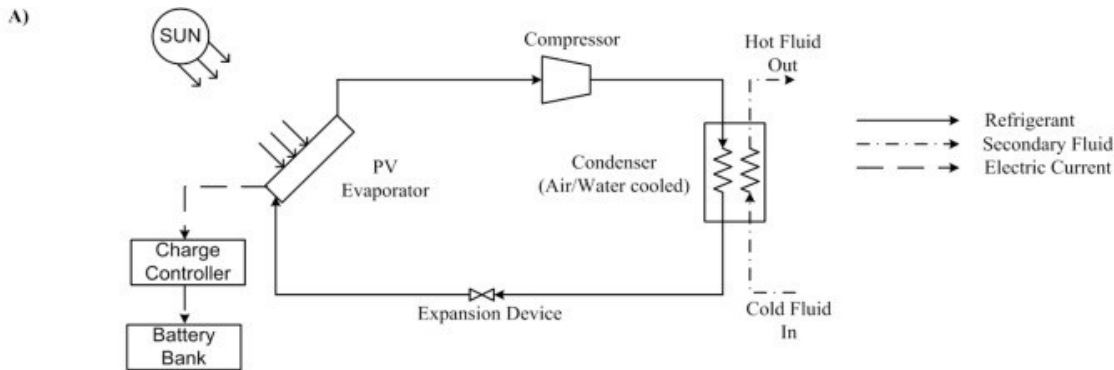 A)
SUN
Compressor
Hot Fluid
Out
Refrigerant
Secondary Fluid
Electric Current
PV
Evaporator
Condenser
(Air/Water cooled)
Charge
Controller
Expansion Device
Cold Fluid
In
Battery
Bank